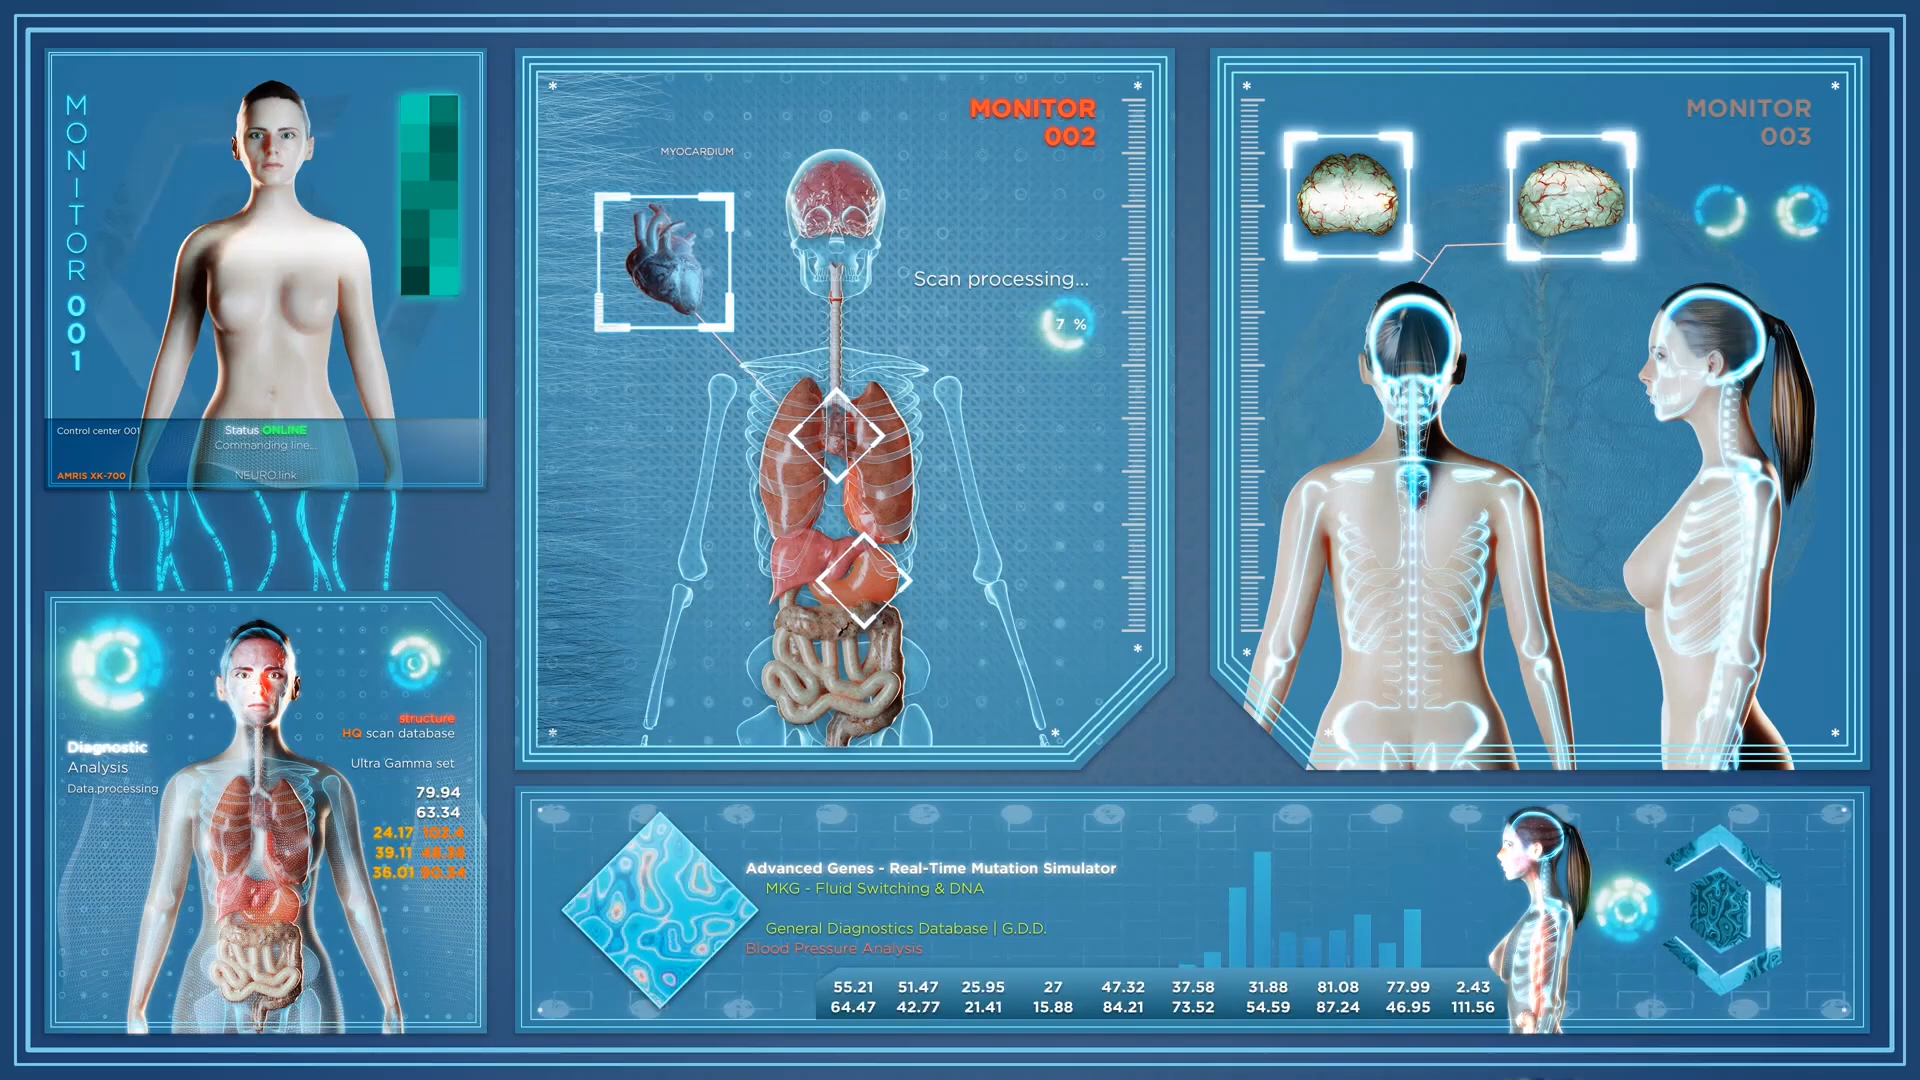 MONITOR 001
Control center 001
Status ONLINE
Commanding line...
AMRIS XK-700
NEURO.link
structure
HQ scan database
Ultra Gamma set
Diagnostic
Analysis
Data.processing
79.94
63.34
24.17 102.4
39.11 48.38
36.01 90.34
MONITOR
002
MYOCARDIUM
Scan processing...
7 %
MONITOR
003
Advanced Genes - Real-Time Mutation Simulator
MKG - Fluid Switching & DNA
General Diagnostics Database | G.D.D.
Blood Pressure Analysis
55.21 51.47 25.95 27 47.32 37.58 31.88 81.08 77.99 2.43
64.47 42.77 21.41 15.88 84.21 73.52 54.59 87.24 46.95 111.56